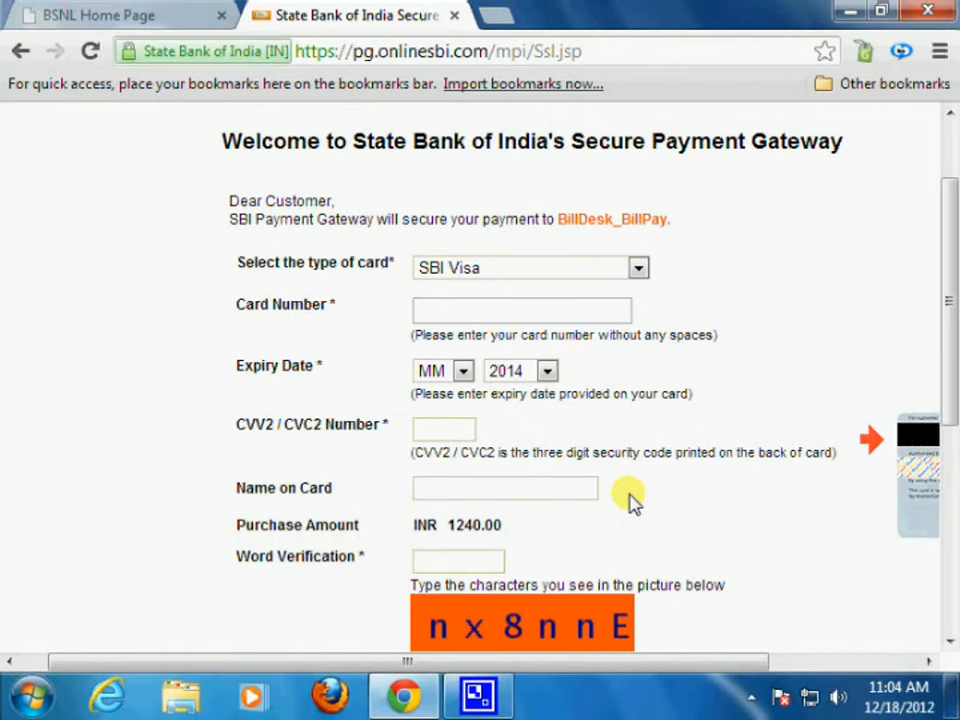 BSNL Home Page
State Bank of India Secure
State Bank of India [IN] https://pg.onlinesbi.com/mpi/Ssl.jsp
For quick access, place your bookmarks here on the bookmarks bar. Import bookmarks now... Other bookmarks
Welcome to State Bank of India's Secure Payment Gateway
Dear Customer,
SBI Payment Gateway will secure your payment to BillDesk_BillPay.
Select the type of card* SBI Visa
Card Number *
(Please enter your card number without any spaces)
Expiry Date * MM 2014
(Please enter expiry date provided on your card)
CVV2 / CVC2 Number *
(CVV2 / CVC2 is the three digit security code printed on the back of card)
Name on Card
Purchase Amount INR 1240.00
Word Verification *
Type the characters you see in the picture below
n x 8 n n E
11:04 AM
12/18/2012